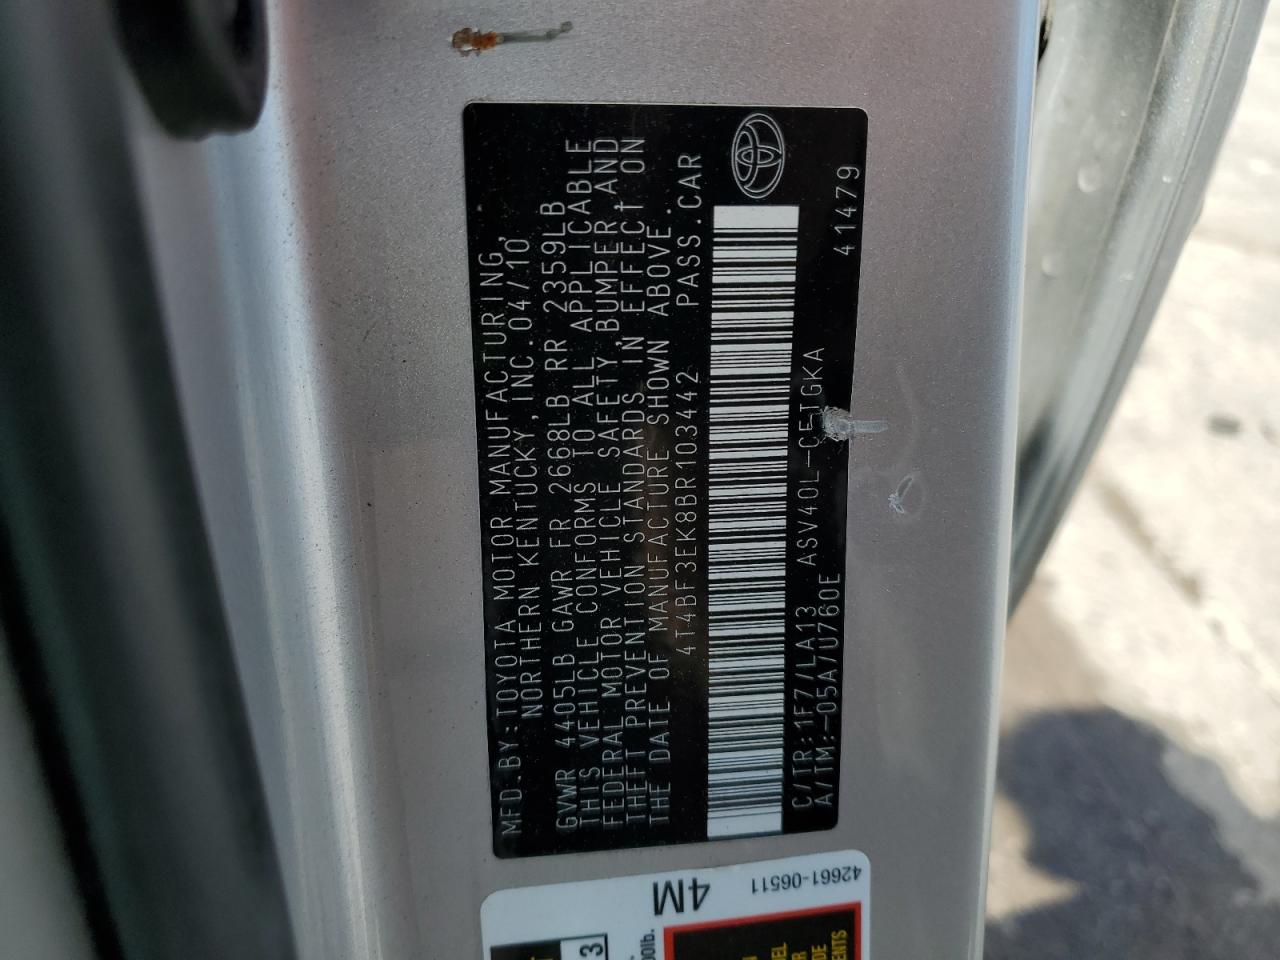 MFD.BY:TOYOTA MOTOR MANUFACTURING,
NORTHERN KENTUCKY,INC.04/10
GVWR 4405LB GAWR FR 2668LB RR 2359LB
THIS VEHICLE CONFORMS TO ALL APPLICABLE
FEDERAL MOTOR VEHICLE SAFETY,BUMPER,AND
THEFT PREVENTION STANDARDS IN EFFECT ON
THE DATE OF MANUFACTURE SHOWN ABOVE.
4T4BF3EK8BR103442 PASS.CAR
C/TR:1F7/LA13 ASV40L-CETGKA
A/TM:-05A/U760E 41479
42661-06511
4M
3
00lb.